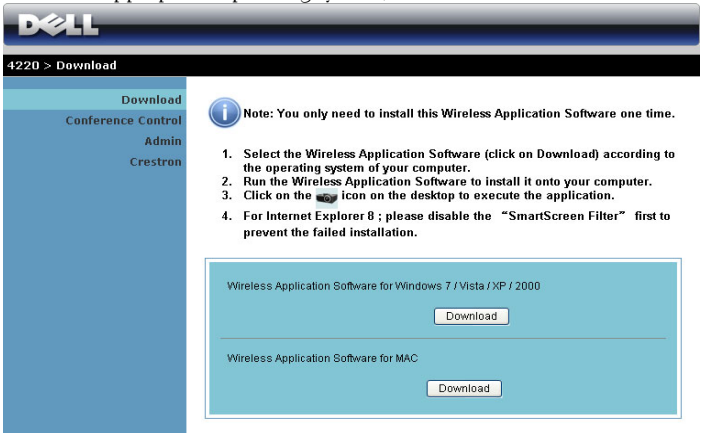 DELL
4220 > Download
Download
Conference Control
Admin
Crestron
Note: You only need to install this Wireless Application Software one time.
1. Select the Wireless Application Software (click on Download) according to
the operating system of your computer.
2. Run the Wireless Application Software to install it onto your computer.
3. Click on the icon on the desktop to execute the application.
4. For Internet Explorer 8 ; please disable the “SmartScreen Filter” first to
prevent the failed installation.
Wireless Application Software for Windows 7 / Vista / XP / 2000
Download
Wireless Application Software for MAC
Download